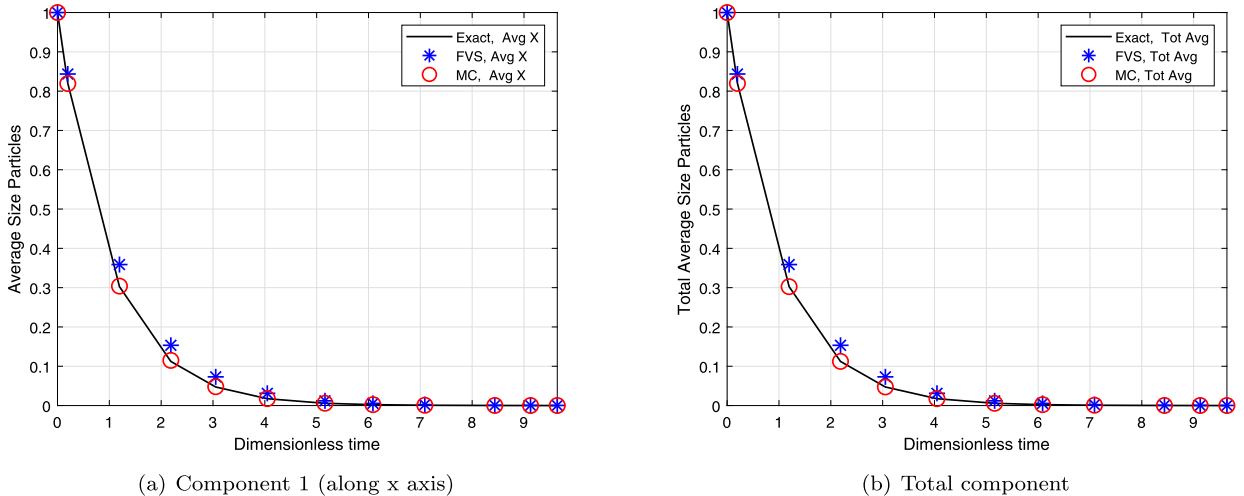 1
0.9
0.8
0.7
0.6
0.5
0.4
0.3
0.2
0.1
0
Average Size Particles
0 1 2 3 4 5 6 7 8 9
Dimensionless time
Exact, Avg X
FVS, Avg X
MC, Avg X
(a) Component 1 (along x axis)
1
0.9
0.8
0.7
0.6
0.5
0.4
0.3
0.2
0.1
0
Total Average Size Particles
0 1 2 3 4 5 6 7 8 9
Dimensionless time
Exact, Tot Avg
FVS, Tot Avg
MC, Tot Avg
(b) Total component